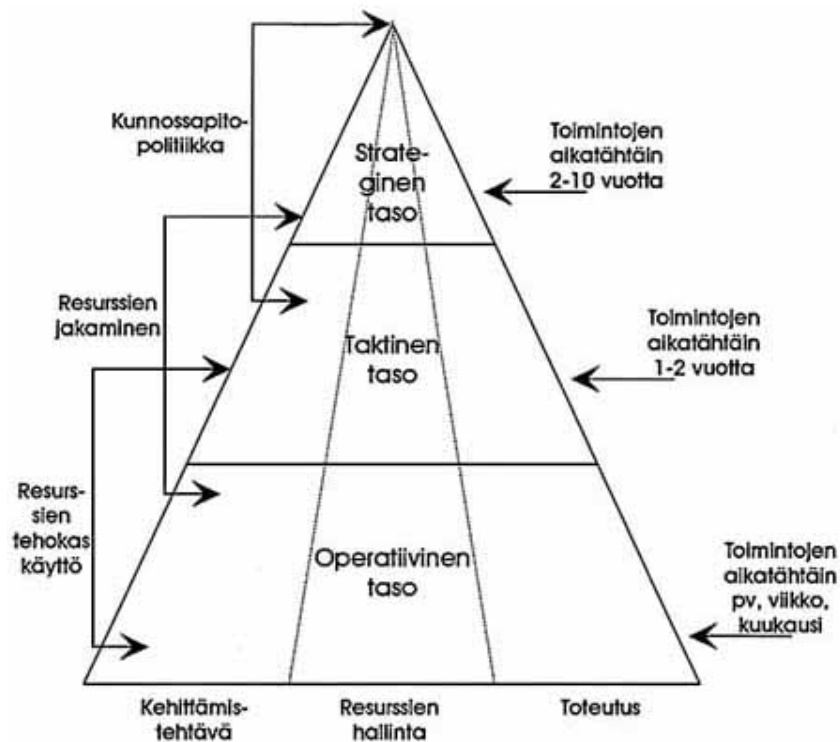 Kunnossapito-
politiikka
Strate-
ginen
taso
Toimintojen
aikatähtäin
2-10 vuotta
Resurssien
jakaminen
Taktinen
taso
Toimintojen
aikatähtäin
1-2 vuotta
Resurs-
sien
tehokas
käyttö
Operatiivinen
taso
Toimintojen
aikatähtäin
pv, viikko,
kuukausi
Kehittämis-
tehtävä
Resurssien
hallinta
Toteutus